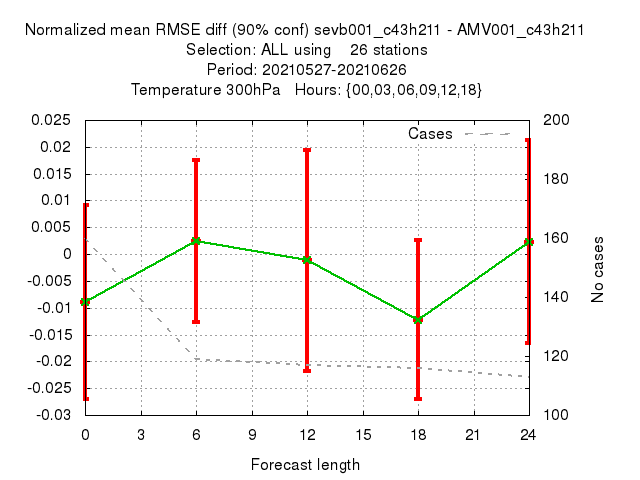 Normalized mean RMSE diff (90% conf) sevb001_c43h211 - AMV001_c43h211
Selection: ALL using 26 stations
Period: 20210527-20210626
Temperature 300hPa Hours: {00,03,06,09,12,18}
0.025
0.02
0.015
0.01
0.005
0
-0.005
-0.01
-0.015
-0.02
-0.025
-0.03
Cases
200
180
160
140
120
100
No cases
0 3 6 9 12 15 18 21 24
Forecast length